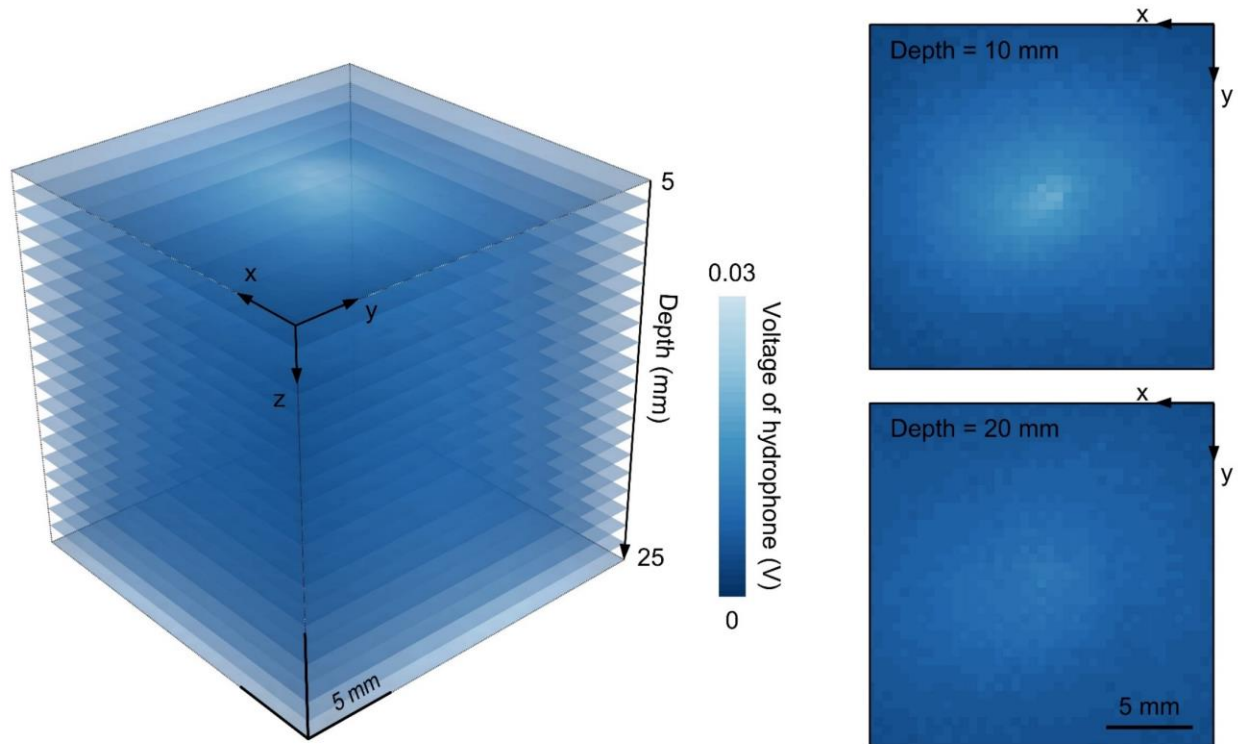 x
y
z
5
Depth (mm)
25
5 mm
0.03
Voltage of hydrophone (V)
0
x
Depth = 10 mm
y
x
Depth = 20 mm
y
5 mm